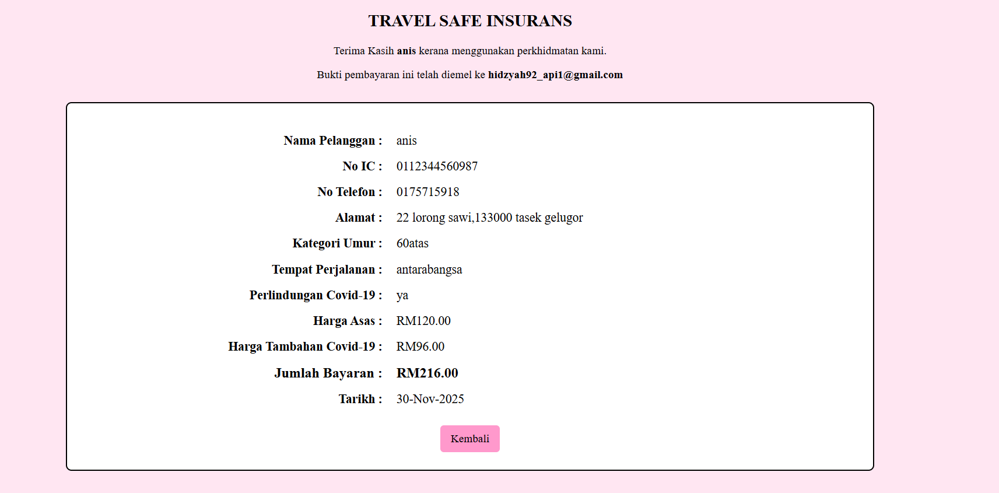 TRAVEL SAFE INSURANS
Terima Kasih anis kerana menggunakan perkhidmatan kami.
Bukti pembayaran ini telah diemel ke hidzyah92_api1@gmail.com
Nama Pelanggan : anis
No IC : 0112344560987
No Telefon : 0175715918
Alamat : 22 lorong sawi,133000 tasek gelugor
Kategori Umur : 60atas
Tempat Perjalanan : antarabangsa
Perlindungan Covid-19 : ya
Harga Asas : RM120.00
Harga Tambahan Covid-19 : RM96.00
Jumlah Bayaran : RM216.00
Tarikh : 30-Nov-2025
Kembali